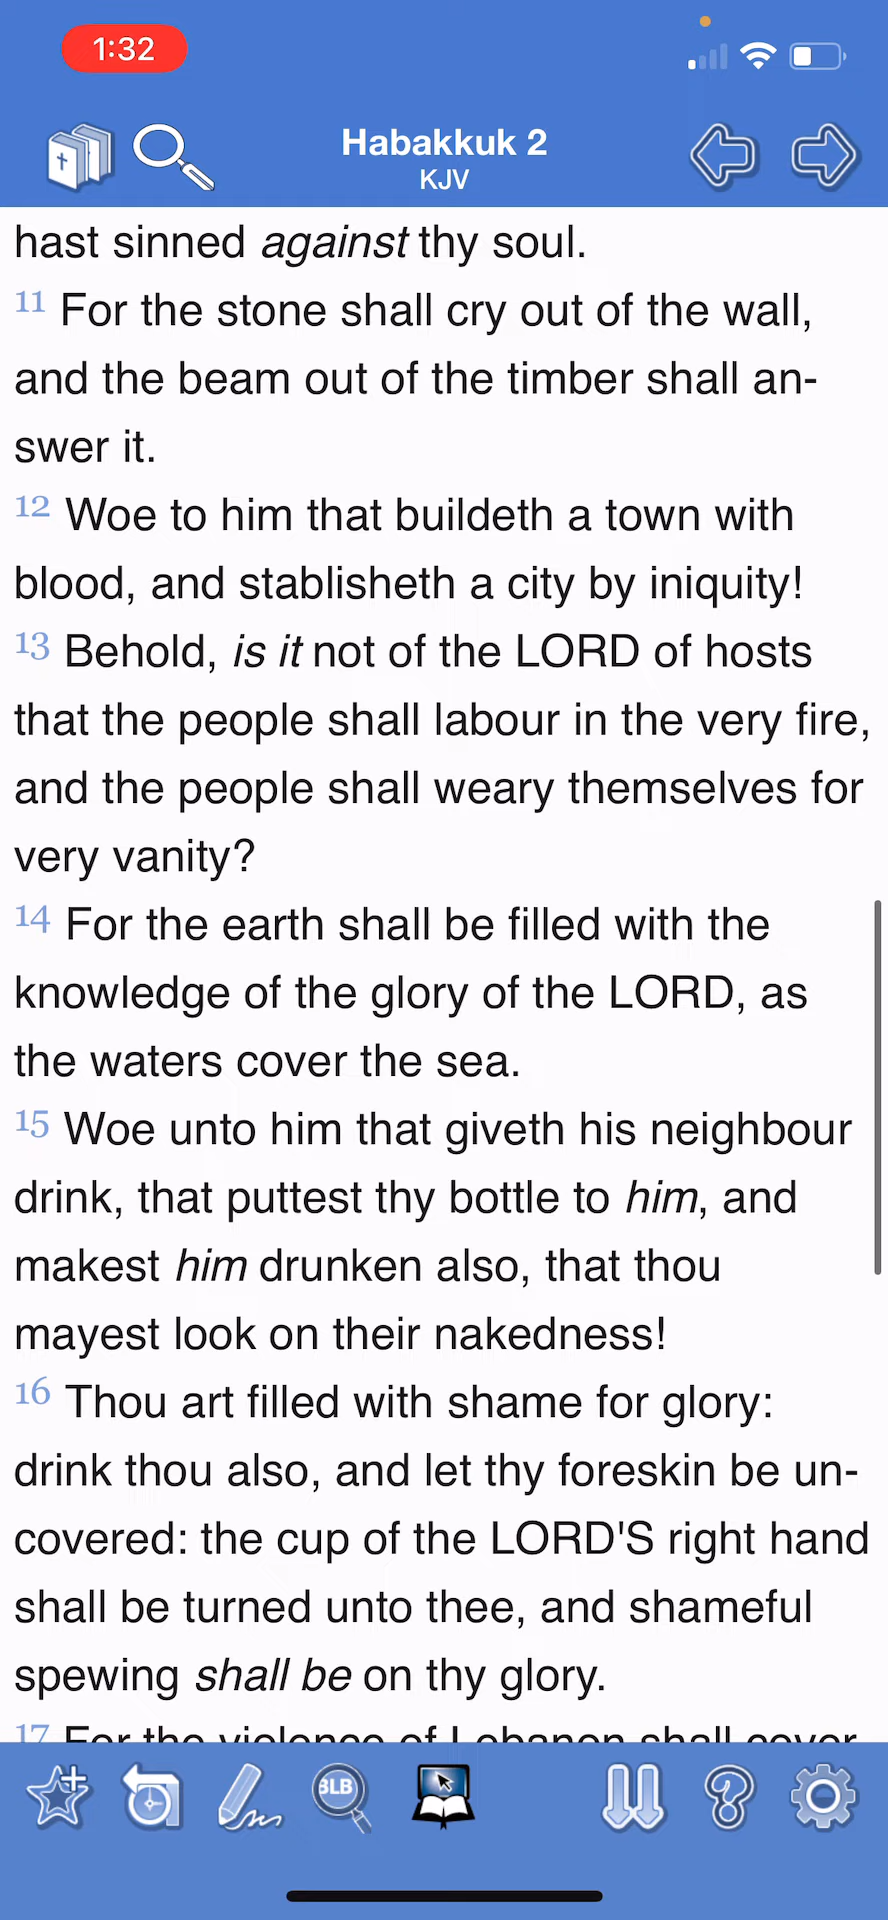 1:32
Habakkuk 2
KJV
hast sinned against thy soul.
11 For the stone shall cry out of the wall,
and the beam out of the timber shall an-
swer it.
12 Woe to him that buildeth a town with
blood, and stablisheth a city by iniquity!
13 Behold, is it not of the LORD of hosts
that the people shall labour in the very fire,
and the people shall weary themselves for
very vanity?
14 For the earth shall be filled with the
knowledge of the glory of the LORD, as
the waters cover the sea.
15 Woe unto him that giveth his neighbour
drink, that puttest thy bottle to him, and
makest him drunken also, that thou
mayest look on their nakedness!
16 Thou art filled with shame for glory:
drink thou also, and let thy foreskin be un-
covered: the cup of the LORD'S right hand
shall be turned unto thee, and shameful
spewing shall be on thy glory.
17 For the violence of Lebanon shall cover
BLB